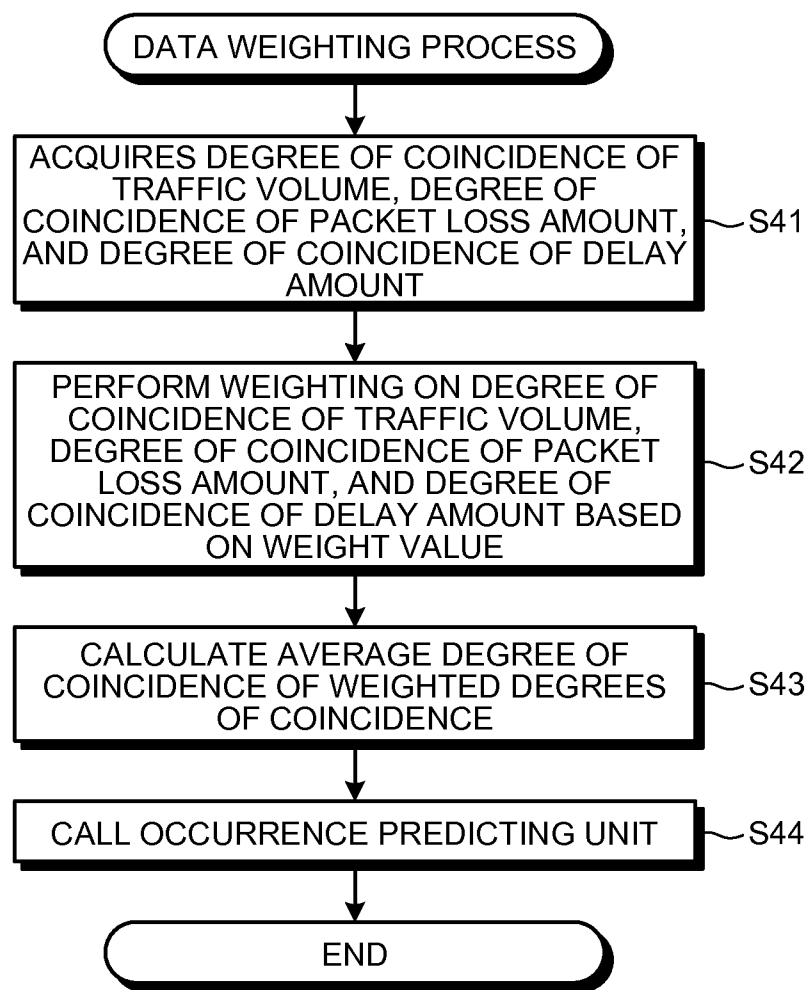 DATA WEIGHTING PROCESS
ACQUIRES DEGREE OF COINCIDENCE OF
TRAFFIC VOLUME, DEGREE OF
COINCIDENCE OF PACKET LOSS AMOUNT,
AND DEGREE OF COINCIDENCE OF DELAY
AMOUNT
S41
PERFORM WEIGHTING ON DEGREE OF
COINCIDENCE OF TRAFFIC VOLUME,
DEGREE OF COINCIDENCE OF PACKET
LOSS AMOUNT, AND DEGREE OF
COINCIDENCE OF DELAY AMOUNT BASED
ON WEIGHT VALUE
S42
CALCULATE AVERAGE DEGREE OF
COINCIDENCE OF WEIGHTED DEGREES
OF COINCIDENCE
S43
CALL OCCURRENCE PREDICTING UNIT
S44
END